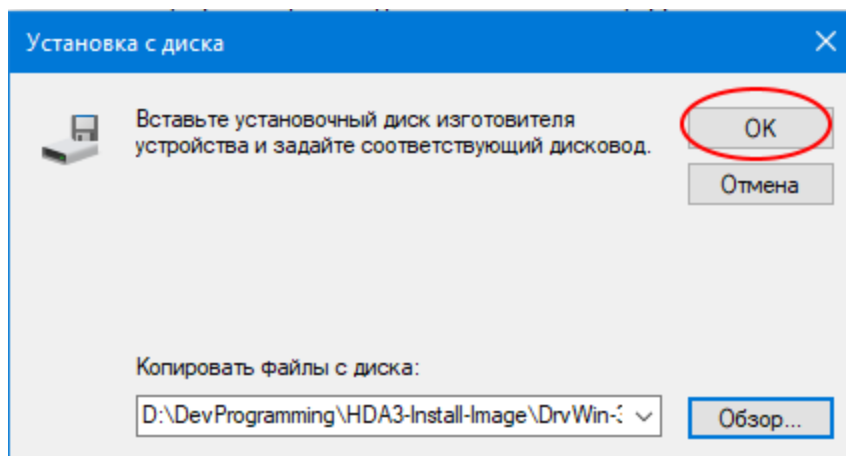 Установка с диска
Вставьте установочный диск изготовителя
устройства и задайте соответствующий дисковод.
OK
Отмена
Копировать файлы с диска:
D:\DevProgramming\HDA3-Install-Image\DrvWin-
Обзор...